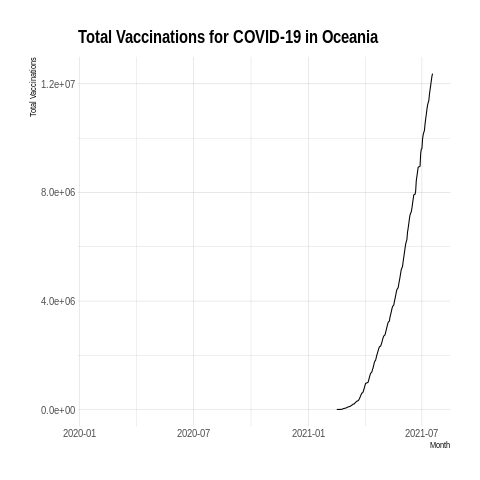 Total Vaccinations for COVID-19 in Oceania
Total Vaccinations
1.2e+07
8.0e+06
4.0e+06
0.0e+00
2020-01 2020-07 2021-01 2021-07
Month